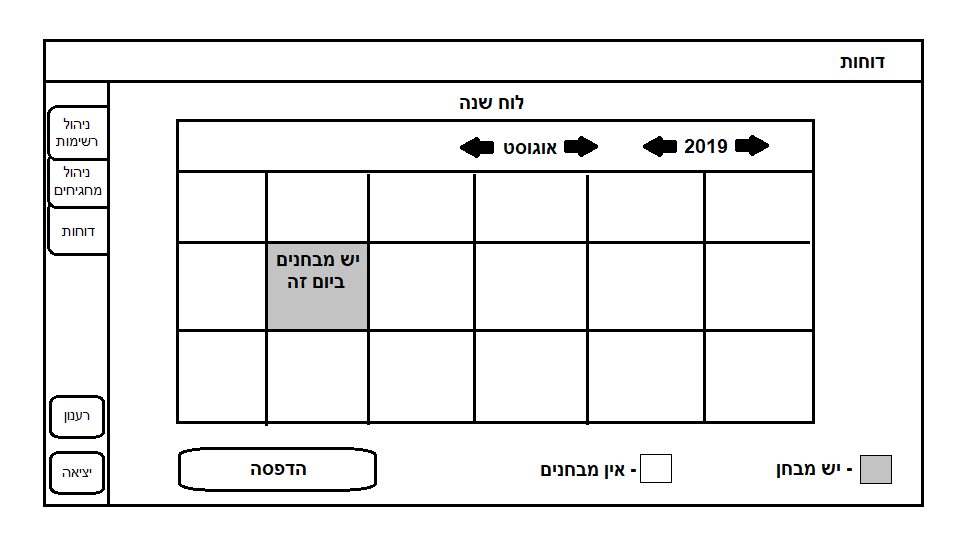 דוחות
לוח שנה
2019
אוגוסט
יש מבחנים
ביום זה
- יש מבחן
- אין מבחנים
הדפסה
ניהול
רשימות
ניהול
מחגיחים
דוחות
רענון
יציאה